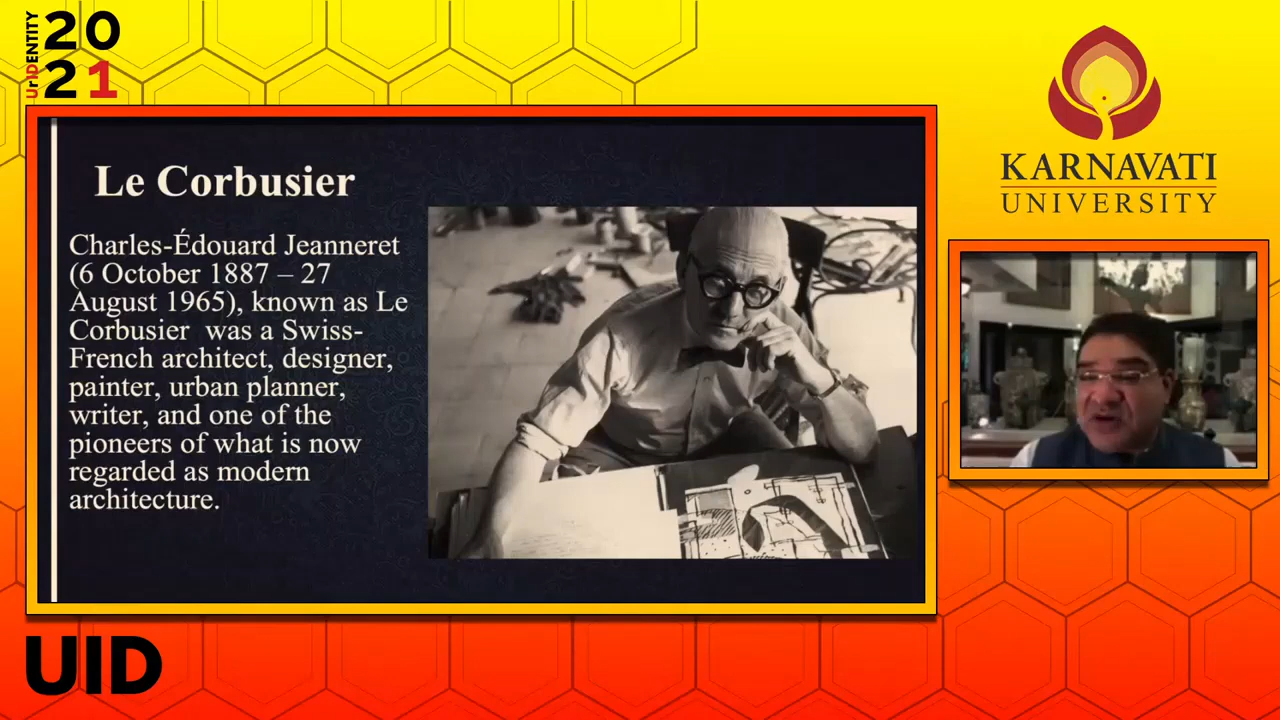 UrIDENTITY
20
21
Le Corbusier
Charles-Édouard Jeanneret
(6 October 1887 – 27
August 1965), known as Le
Corbusier was a Swiss-
French architect, designer,
painter, urban planner,
writer, and one of the
pioneers of what is now
regarded as modern
architecture.
KARNAVATI
UNIVERSITY
UID